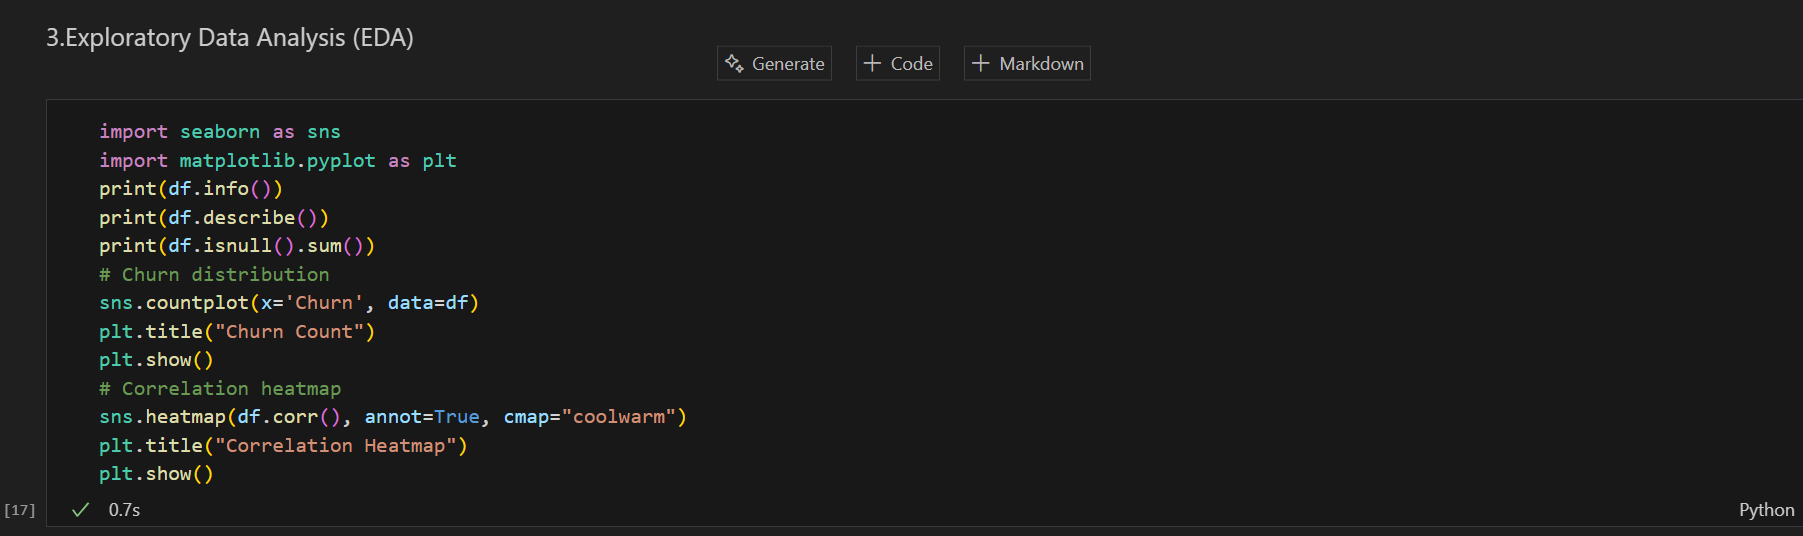 3.Exploratory Data Analysis (EDA)
Generate
Code
Markdown
import seaborn as sns
import matplotlib.pyplot as plt
print(df.info())
print(df.describe())
print(df.isnull().sum())
# Churn distribution
sns.countplot(x='Churn', data=df)
plt.title("Churn Count")
plt.show()
# Correlation heatmap
sns.heatmap(df.corr(), annot=True, cmap="coolwarm")
plt.title("Correlation Heatmap")
plt.show()
[17] 0.7s Python